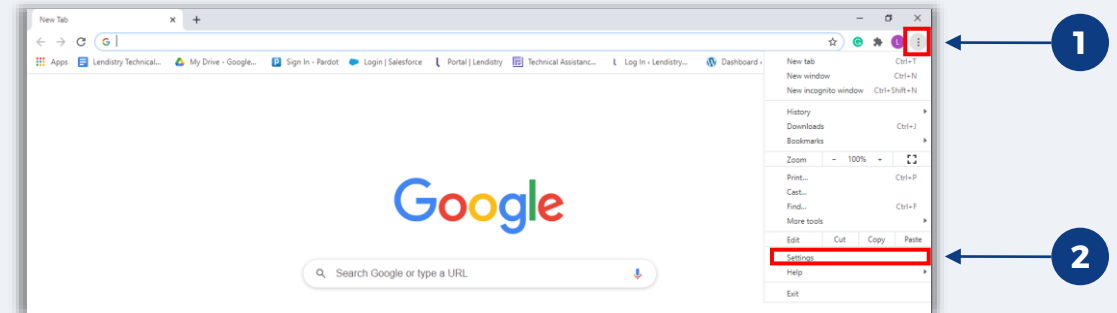 New Tab
G
Apps Lendistry Technical... My Drive - Google... Sign In - Pardot Login | Salesforce Portal | Lendistry Technical Assistanc... Log In ‹ Lendistry... Dashboard ‹
L
1
New tab Ctrl+T
New window Ctrl+N
New incognito window Ctrl+Shift+N
History
Downloads Ctrl+J
Bookmarks
Zoom - 100% +
Print... Ctrl+P
Cast...
Find... Ctrl+F
More tools
Edit Cut Copy Paste
Settings
Help
Exit
2
Google
Search Google or type a URL